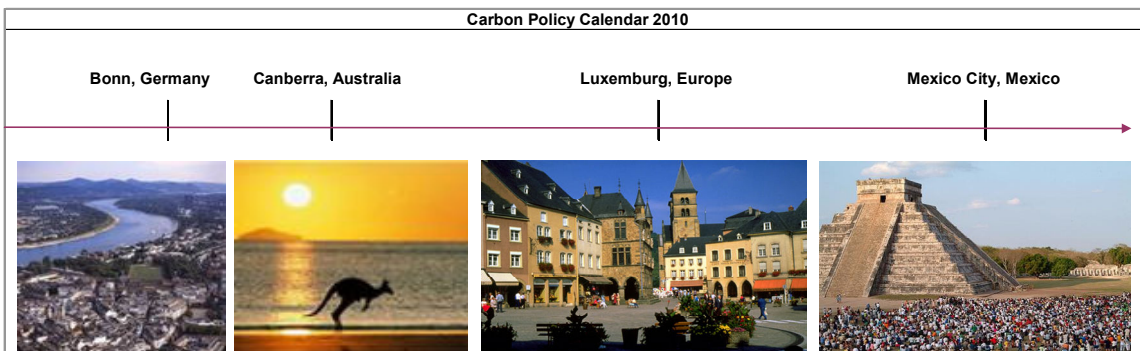 Carbon Policy Calendar 2010
Bonn, Germany
Canberra, Australia
Luxemburg, Europe
Mexico City, Mexico